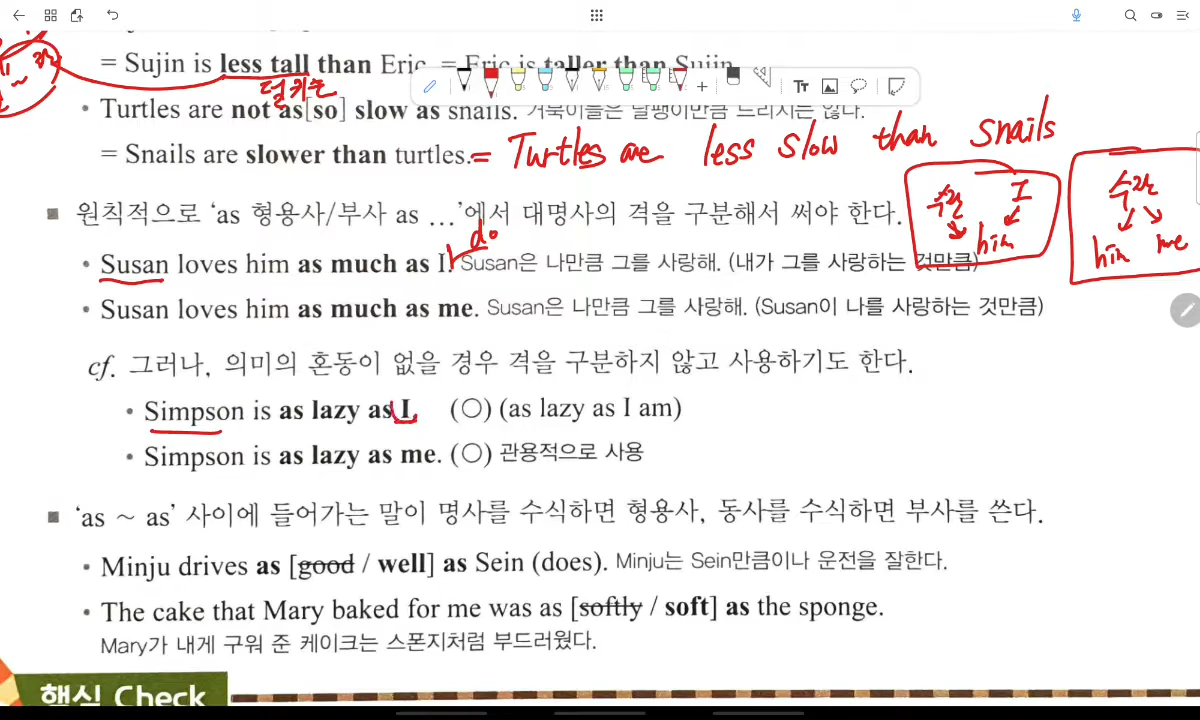 = Sujin is less tall than Eric. = Eric is taller than Sujin.
덜 키큰
• Turtles are not as[so] slow as snails. 거북이들은 달팽이만큼 느리지는 않다.
= Snails are slower than turtles. = Turtles are less slow than snails
■ 원칙적으로 ‘as 형용사/부사 as …’에서 대명사의 격을 구분해서 써야 한다.
수잔 I
him
수잔
him me
do
• Susan loves him as much as I. Susan은 나만큼 그를 사랑해. (내가 그를 사랑하는 것만큼)
• Susan loves him as much as me. Susan은 나만큼 그를 사랑해. (Susan이 나를 사랑하는 것만큼)
cf. 그러나, 의미의 혼동이 없을 경우 격을 구분하지 않고 사용하기도 한다.
• Simpson is as lazy as I (○) (as lazy as I am)
• Simpson is as lazy as me. (○) 관용적으로 사용
■ ‘as ~ as’ 사이에 들어가는 말이 명사를 수식하면 형용사, 동사를 수식하면 부사를 쓴다.
• Minju drives as [good / well] as Sein (does). Minju는 Sein만큼이나 운전을 잘한다.
• The cake that Mary baked for me was as [softly / soft] as the sponge.
Mary가 내게 구워 준 케이크는 스폰지처럼 부드러웠다.
핵심 Check